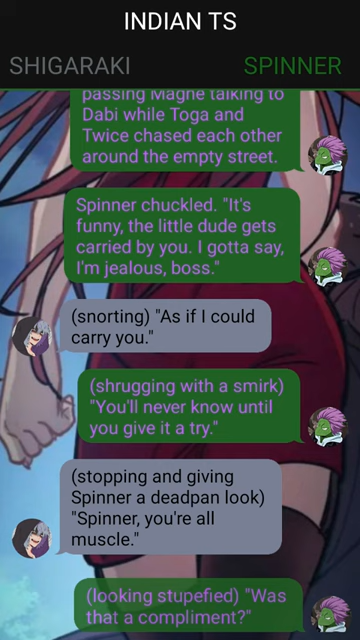 INDIAN TS
SHIGARAKI SPINNER
passing Magne talking to
Dabi while Toga and
Twice chased each other
around the empty street.
Spinner chuckled. "It's
funny, the little dude gets
carried by you. I gotta say,
I'm jealous, boss."
(snorting) "As if I could
carry you."
(shrugging with a smirk)
"You'll never know until
you give it a try."
(stopping and giving
Spinner a deadpan look)
"Spinner, you're all
muscle."
(looking stupefied) "Was
that a compliment?"